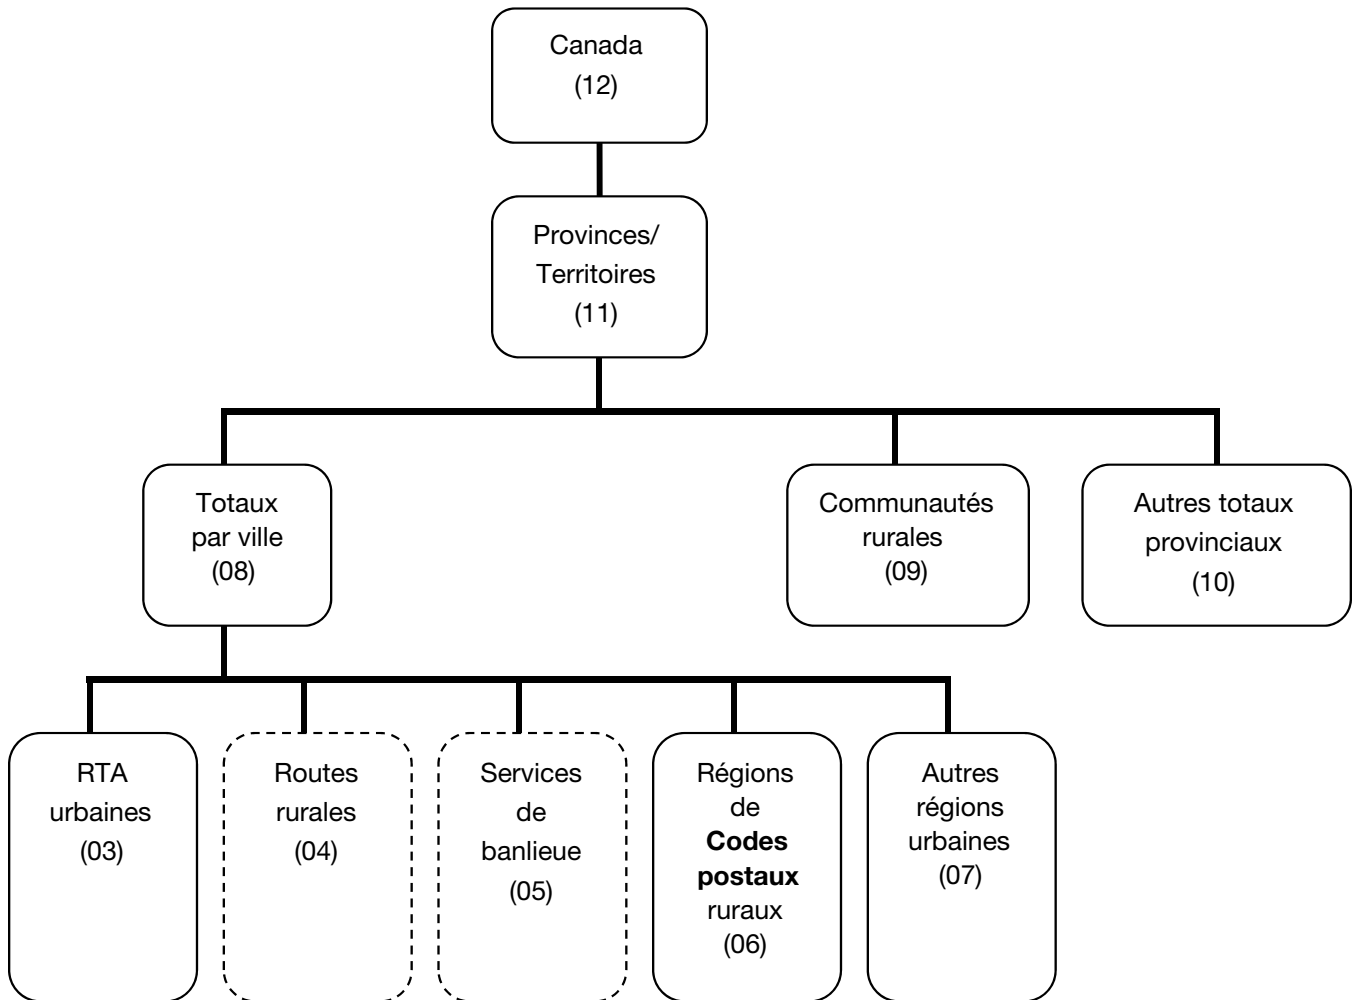 Canada
(12)
Provinces/
Territoires
(11)
Totaux
par ville
(08)
Communautés
rurales
(09)
Autres totaux
provinciaux
(10)
RTA
urbaines
(03)
Routes
rurales
(04)
Services
de
banlieue
(05)
Régions
de
Codes
postaux
ruraux
(06)
Autres
régions
urbaines
(07)